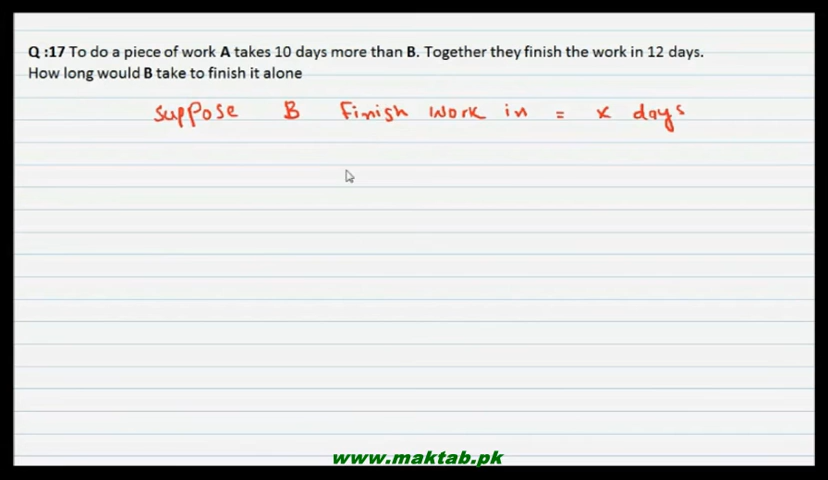 Q :17 To do a piece of work A takes 10 days more than B. Together they finish the work in 12 days.
How long would B take to finish it alone
suppose B Finish Work in = x days
www.maktab.pk